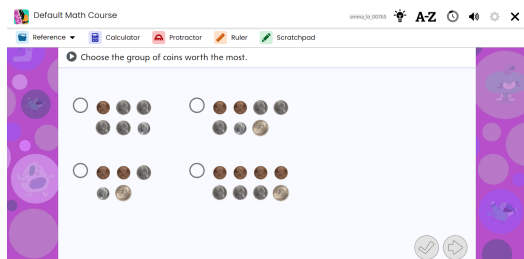 Default Math Course
A-Z
Reference
Calculator
Protractor
Ruler
Scratchpad
Choose the group of coins worth the most.